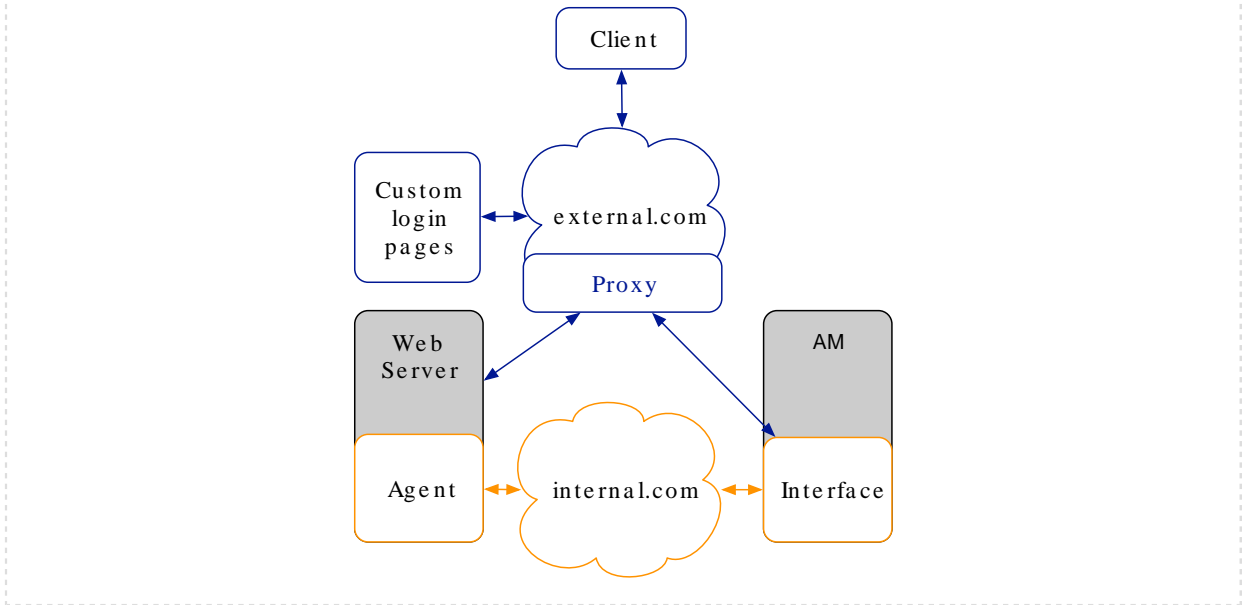 Client
Custom
login
pages
external.com
Proxy
Web
Server
AM
Agent
internal.com
Interface